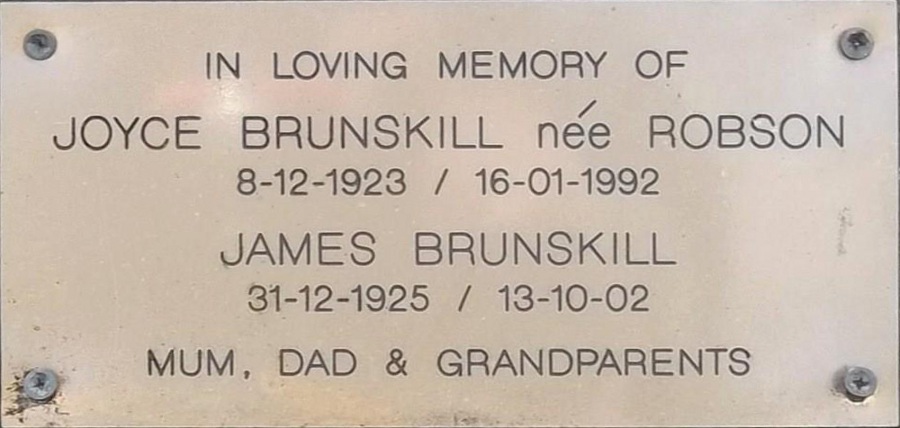 IN LOVING MEMORY OF
JOYCE BRUNSKILL née ROBSON
8-12-1923 / 16-01-1992
JAMES BRUNSKILL
31-12-1925 / 13-10-02
MUM, DAD & GRANDPARENTS